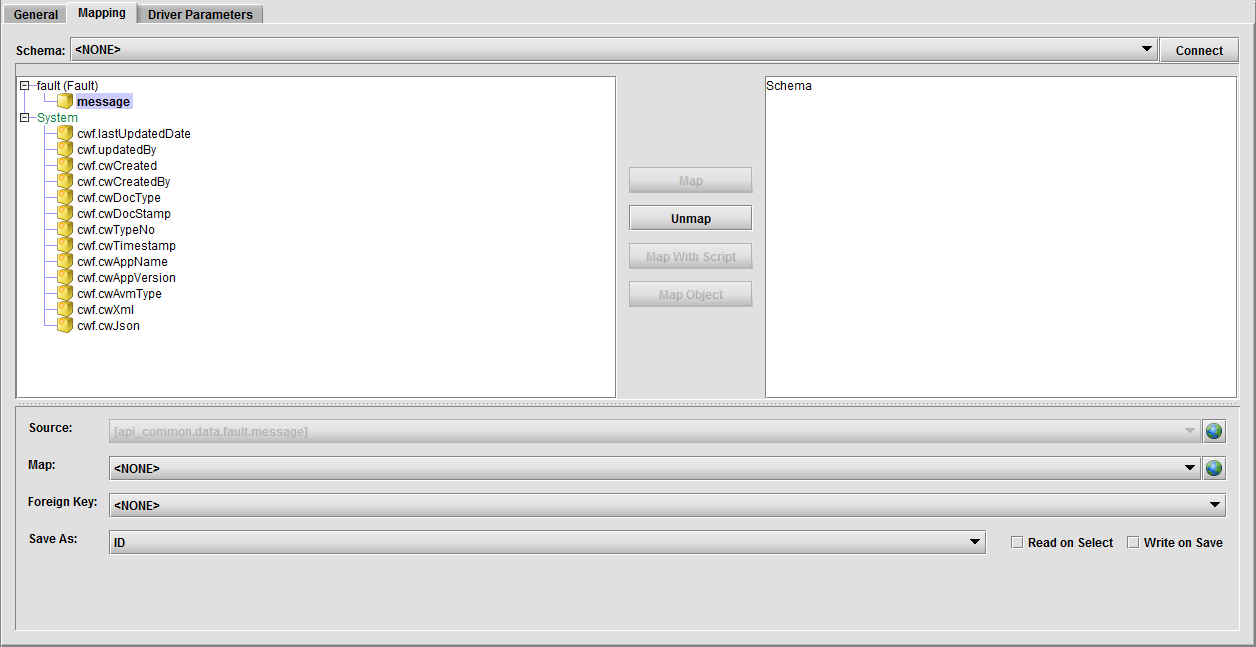 General Mapping Driver Parameters
Schema: <NONE> Connect
fault (Fault)
message
System
cwf.lastUpdatedDate
cwf.updatedBy
cwf.cwCreated
cwf.cwCreatedBy
cwf.cwDocType
cwf.cwDocStamp
cwf.cwTypeNo
cwf.cwTimestamp
cwf.cwAppName
cwf.cwAppVersion
cwf.cwAvmType
cwf.cwXml
cwf.cwJson
Map
Unmap
Map With Script
Map Object
Schema
Source: [api_common.data.fault.message]
Map: <NONE>
Foreign Key: <NONE>
Save As: ID Read on Select Write on Save